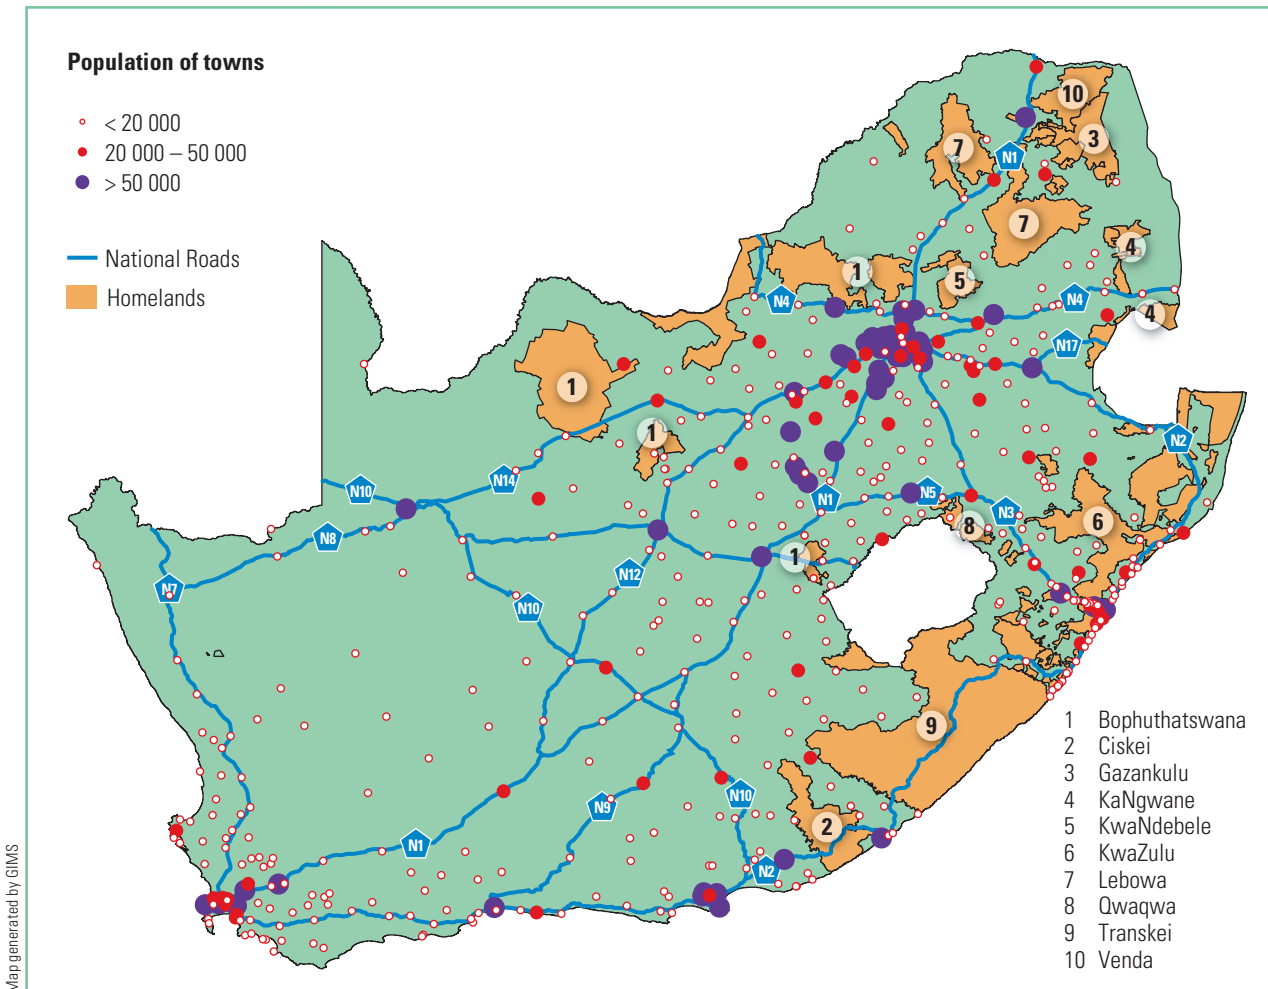 Population of towns
< 20 000
20 000 – 50 000
> 50 000
National Roads
Homelands
10
3
7
N1
7
4
1
5
N4
N4
4
N17
1
1
N2
N14
N10
N1
N5
N3
6
8
N8
1
N12
N7
N10
9
N10
N9
2
N1
N2
1 Bophuthatswana
2 Ciskei
3 Gazankulu
4 KaNgwane
5 KwaNdebele
6 KwaZulu
7 Lebowa
8 Qwaqwa
9 Transkei
10 Venda
Map generated by GIMS